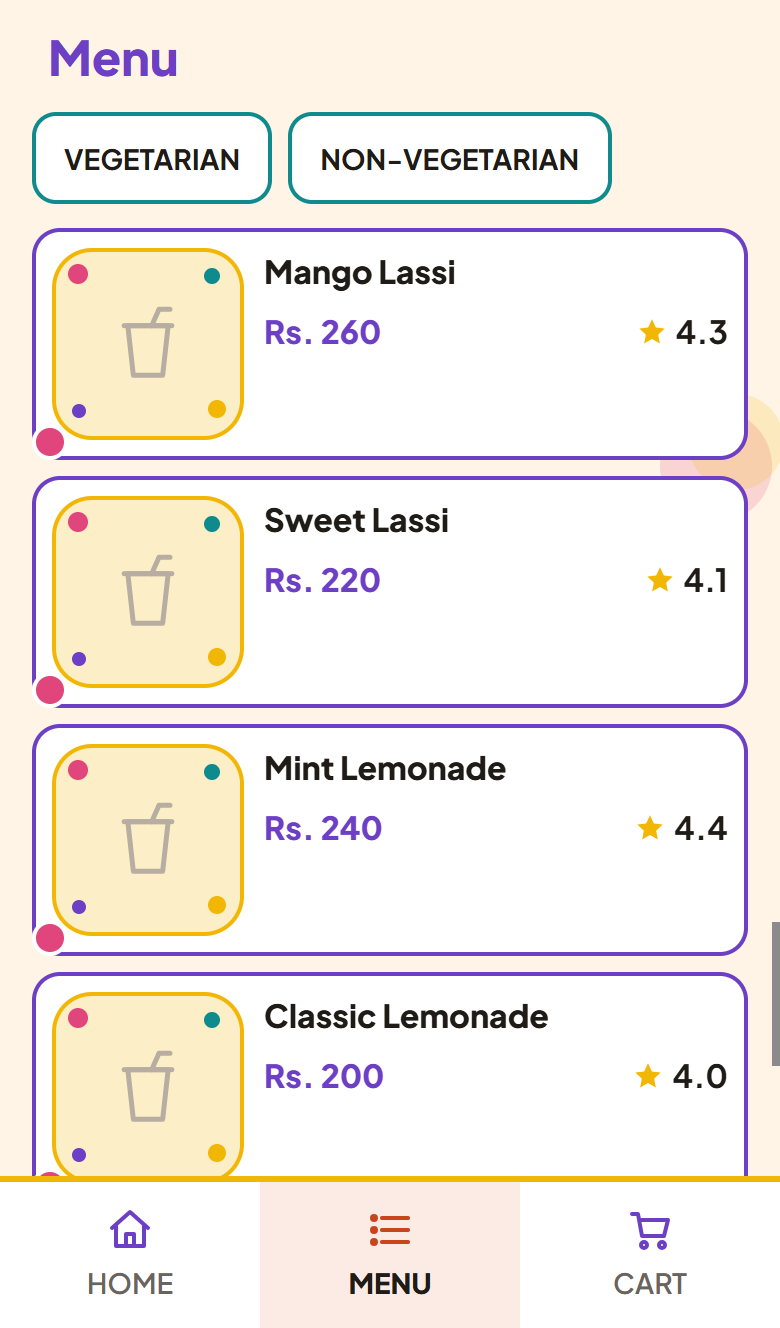 Menu
VEGETARIAN
NON-VEGETARIAN
Mango Lassi
Rs. 260
4.3
Sweet Lassi
Rs. 220
4.1
Mint Lemonade
Rs. 240
4.4
Classic Lemonade
Rs. 200
4.0
HOME
MENU
CART